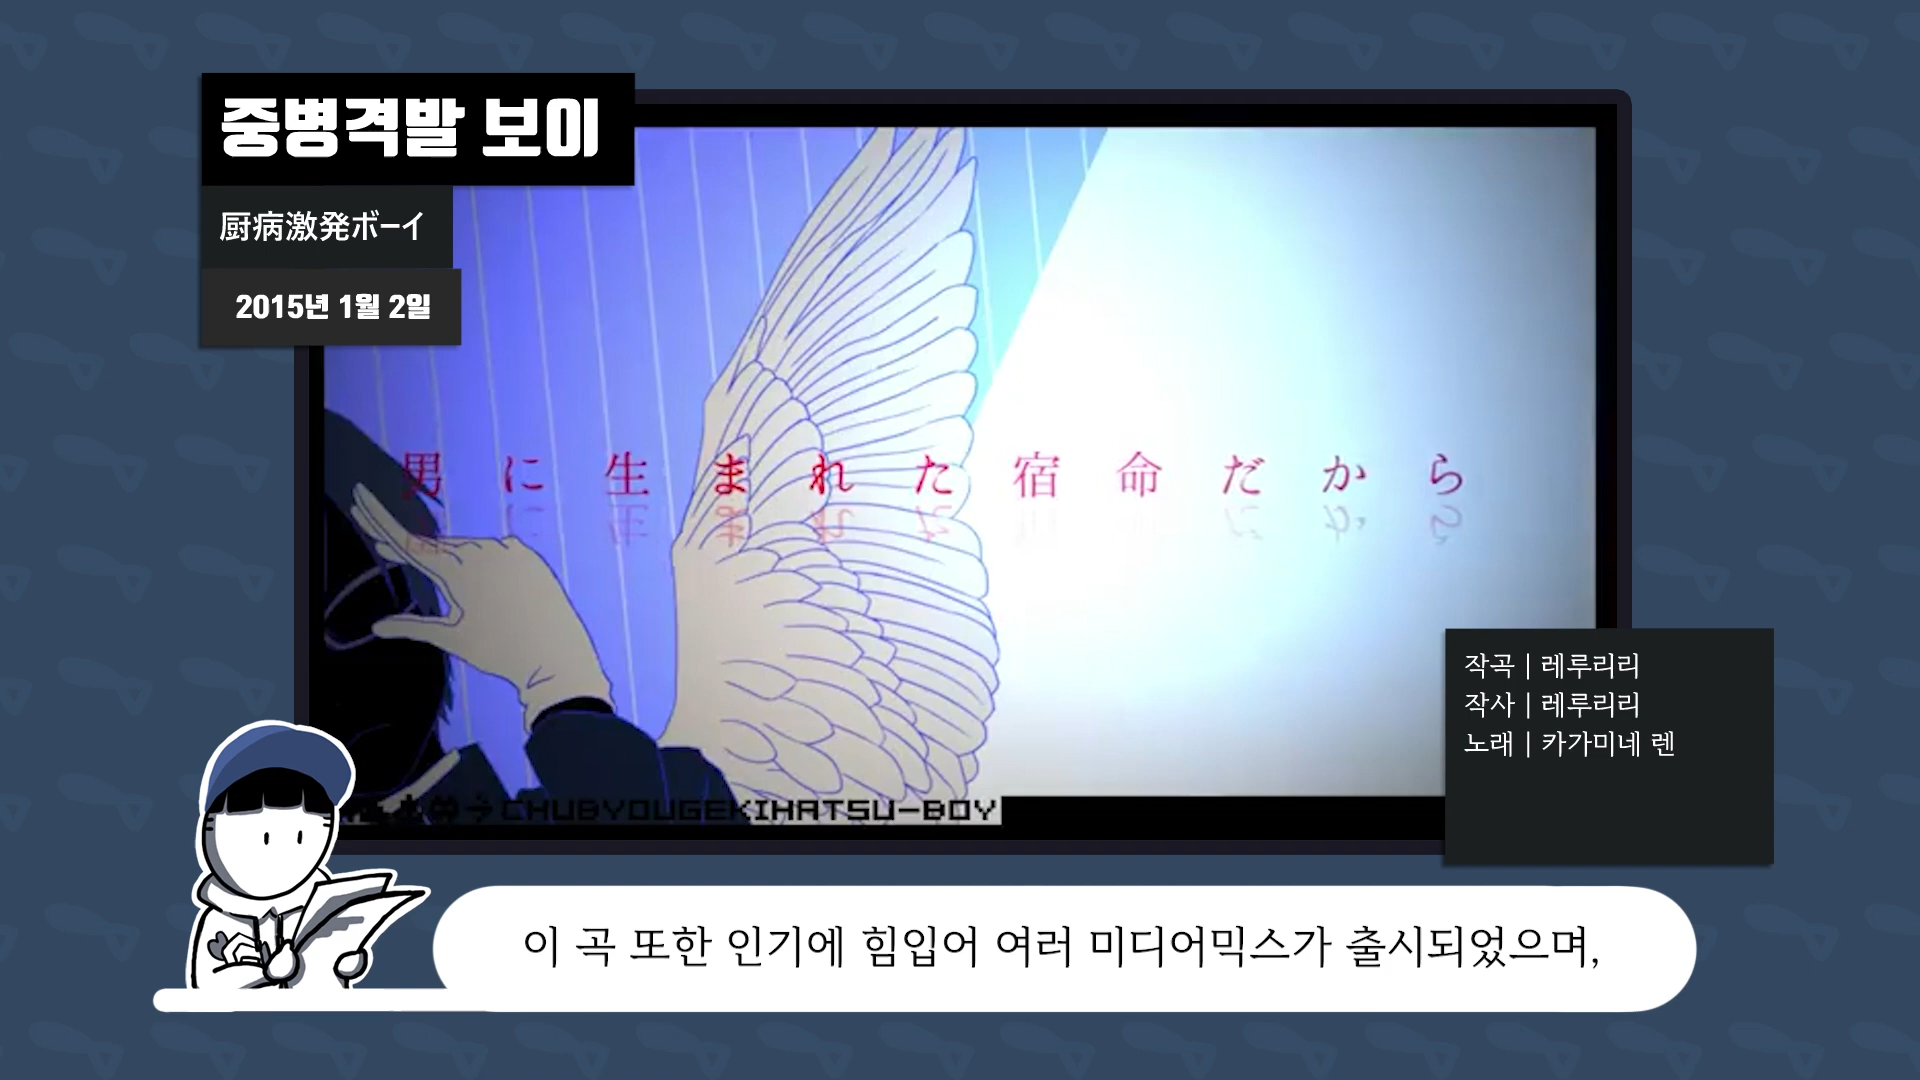 중병격발 보이
厨病激発ボーイ
2015년 1월 2일
男に生まれた宿命だから
CHUBYOUGEKIHATSU-BOY
작곡 | 레루리리
작사 | 레루리리
노래 | 카가미네 렌
이 곡 또한 인기에 힘입어 여러 미디어믹스가 출시되었으며,